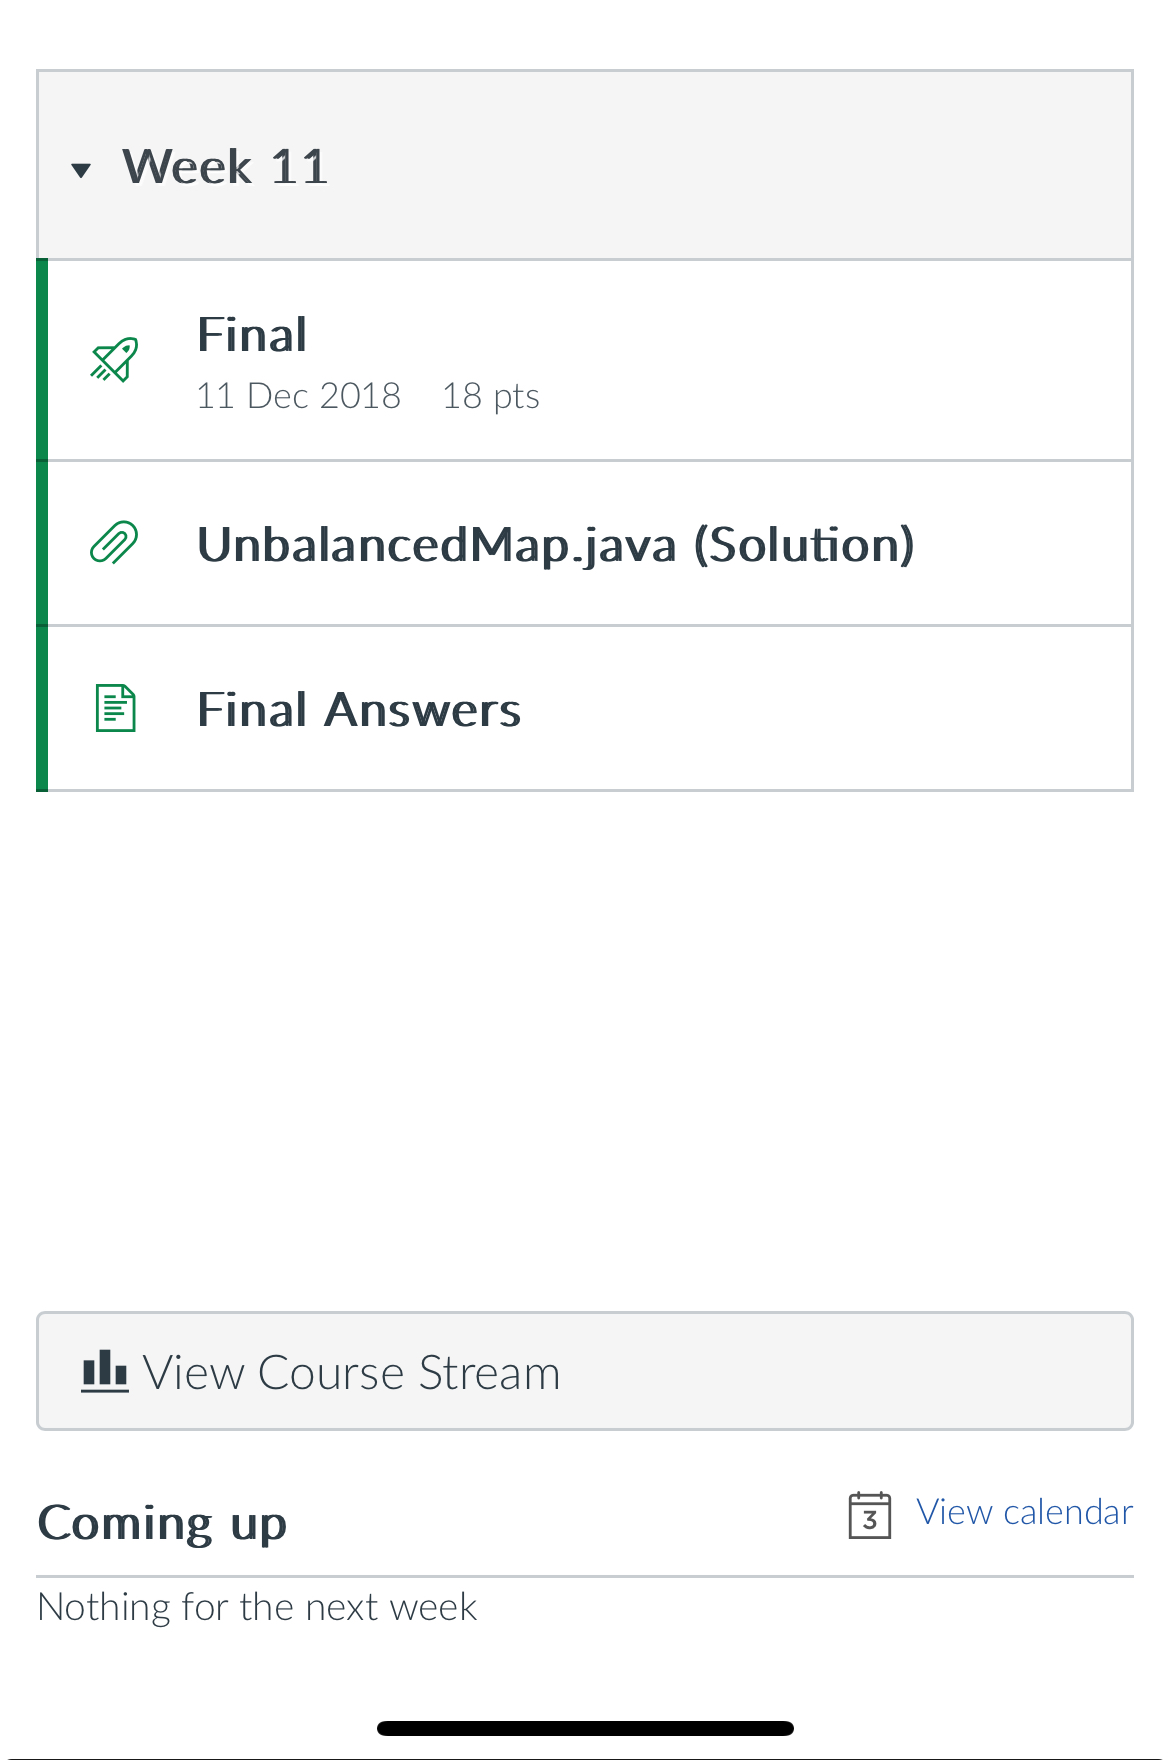 Week 11
Final
11 Dec 2018 18 pts
UnbalancedMap.java (Solution)
Final Answers
View Course Stream
Coming up
3 View calendar
Nothing for the next week